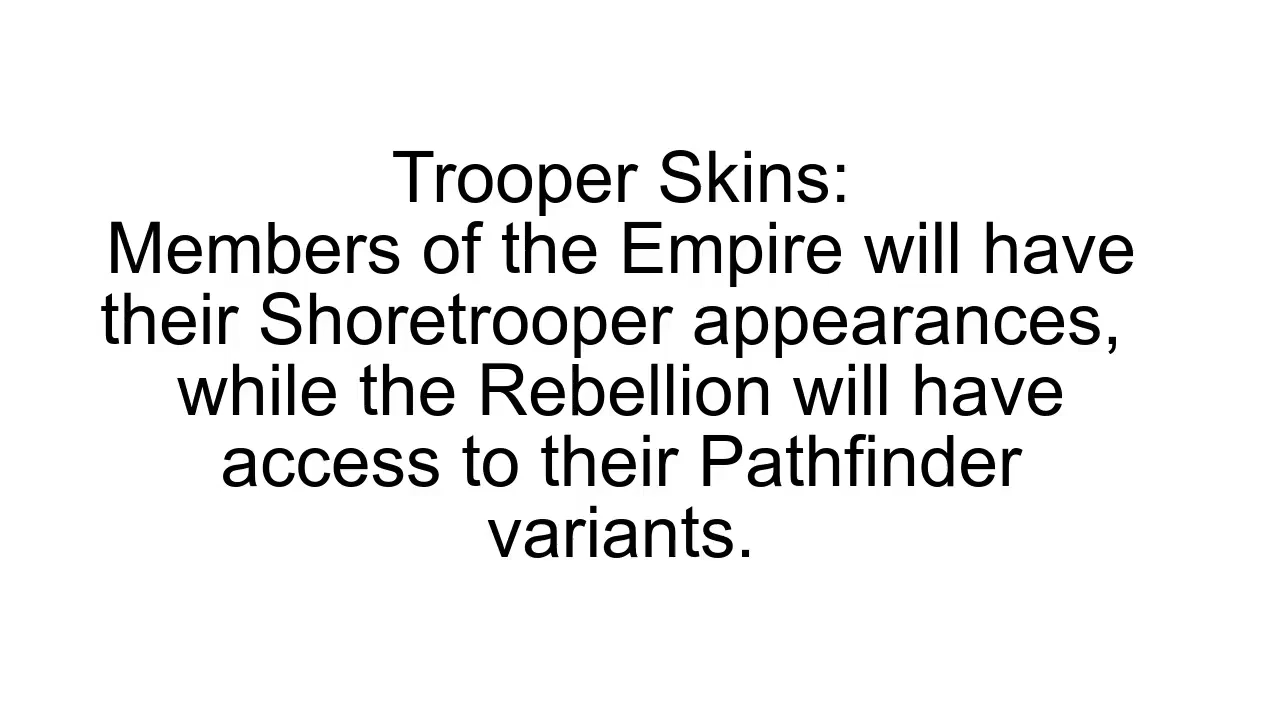 Trooper Skins:
Members of the Empire will have
their Shoretrooper appearances,
while the Rebellion will have
access to their Pathfinder
variants.